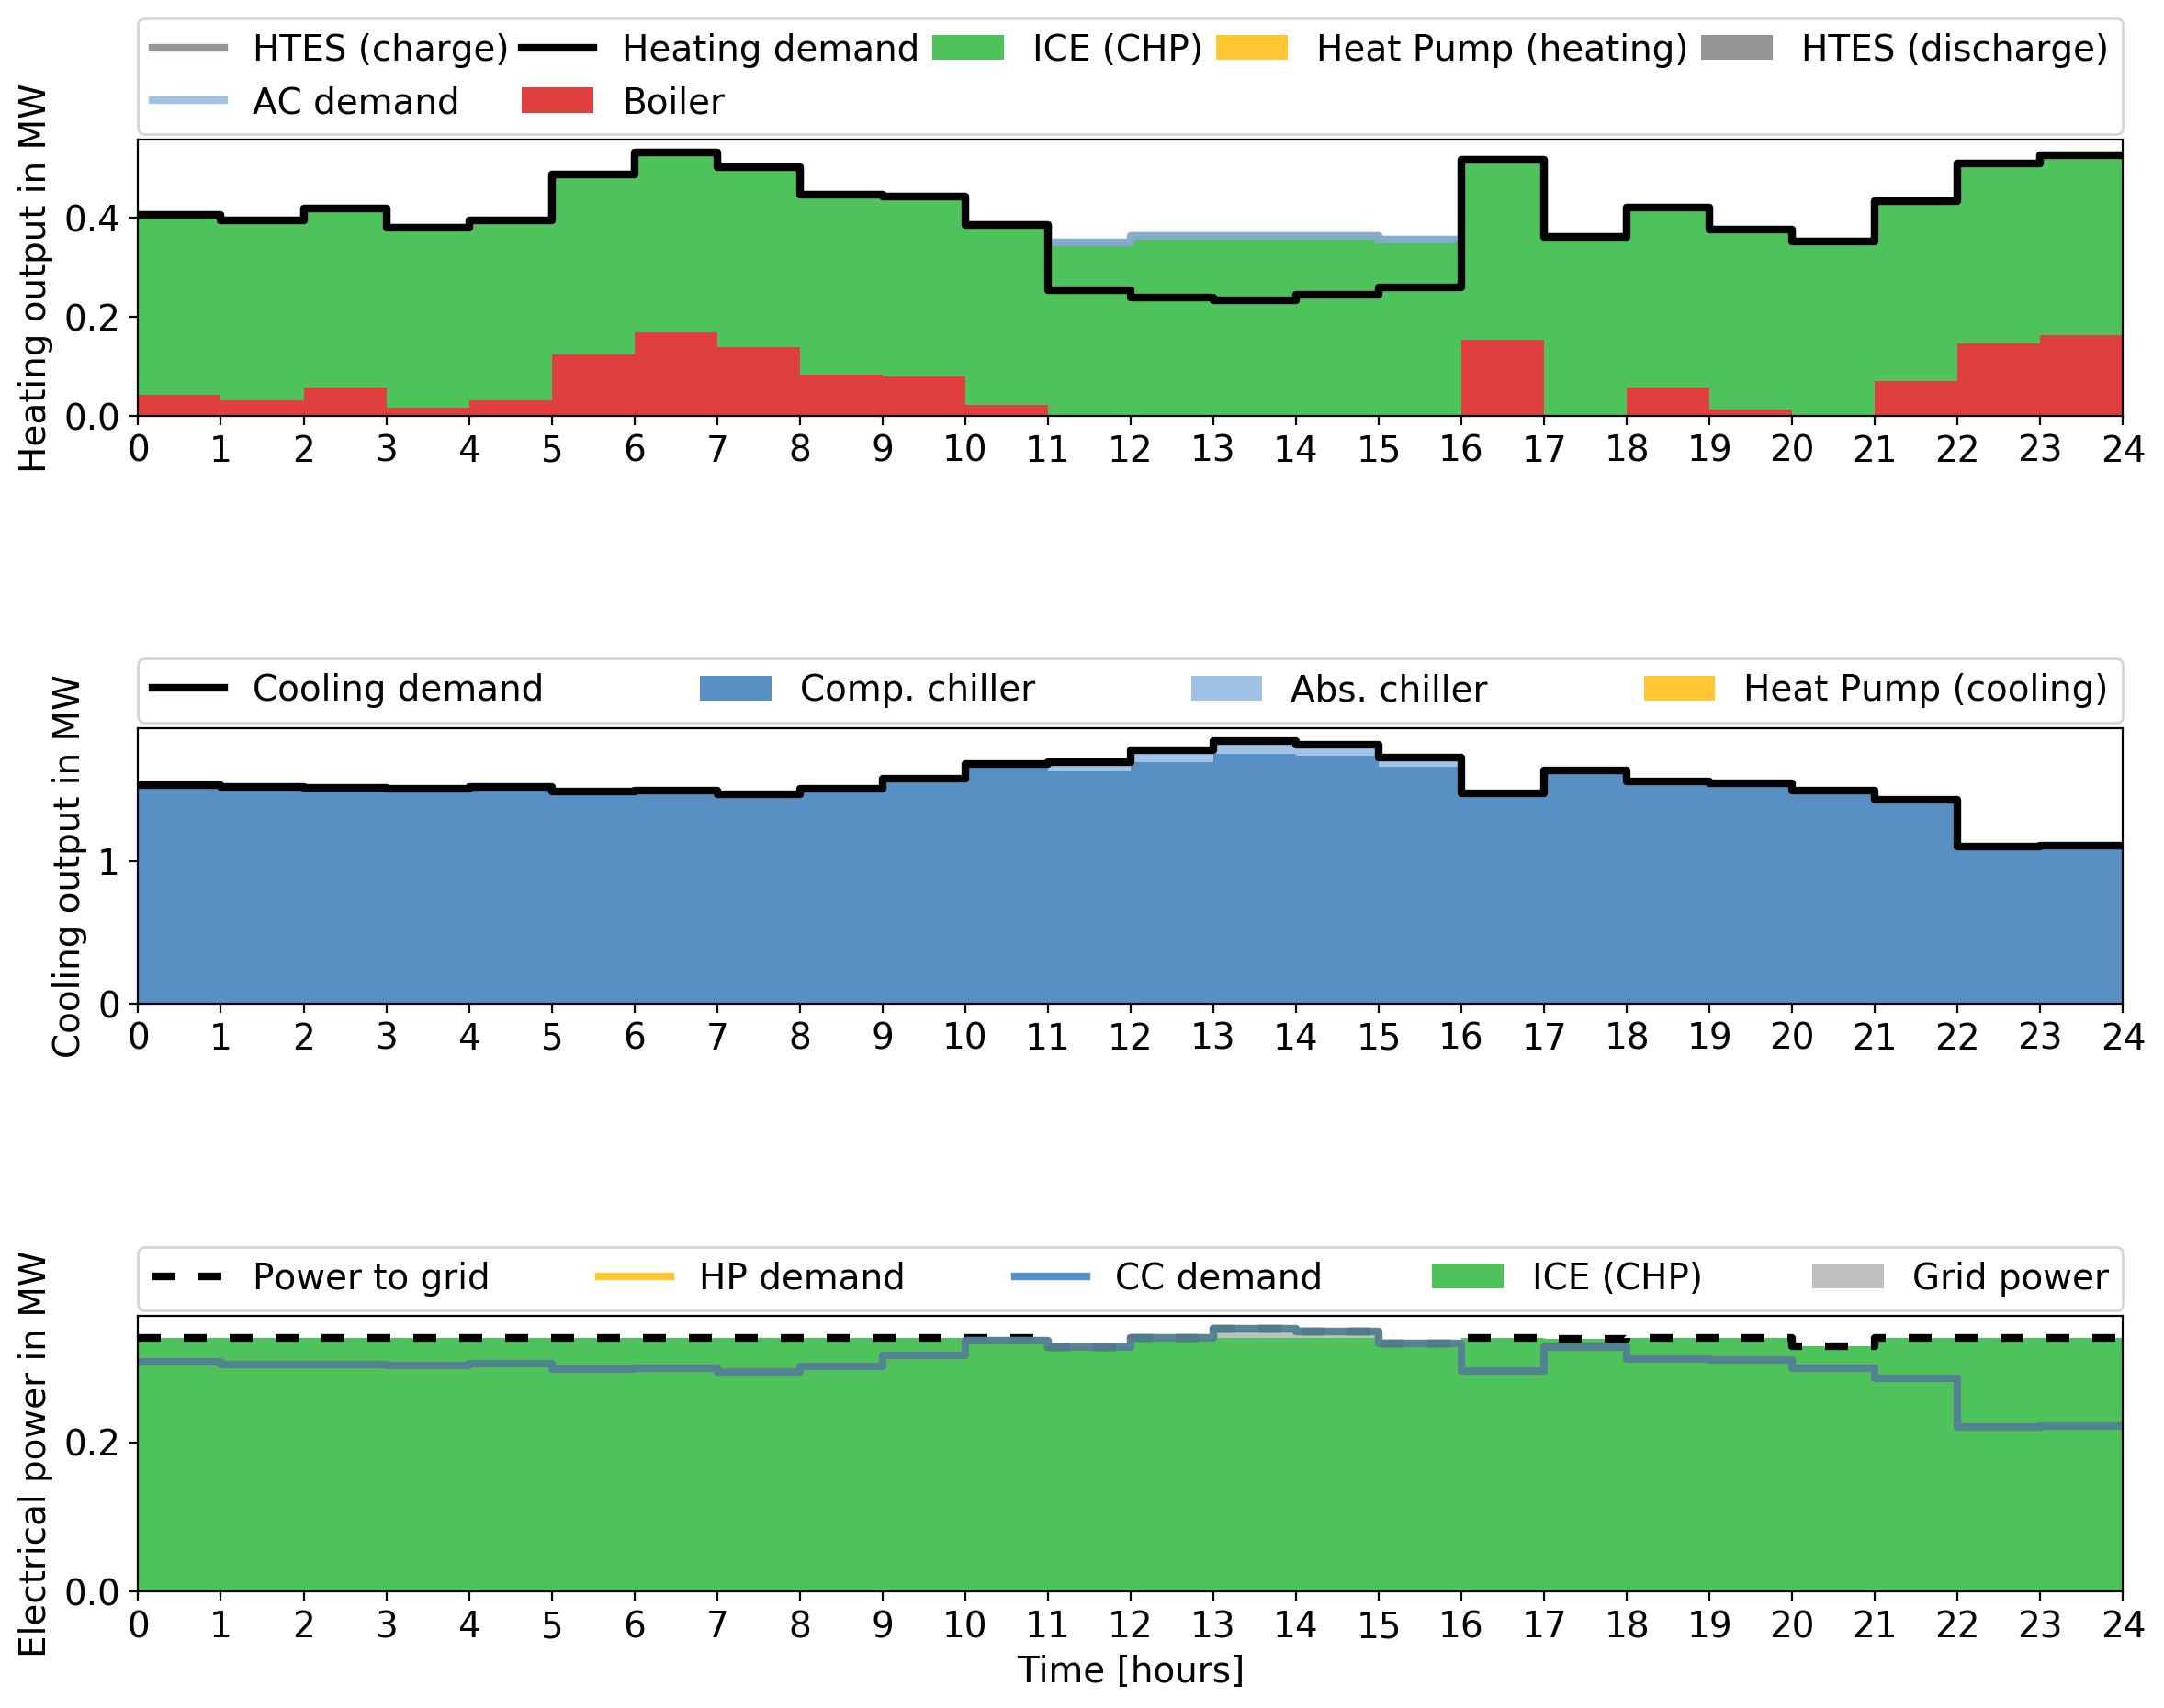 HTES (charge) Heating demand ICE (CHP) Heat Pump (heating) HTES (discharge)
AC demand Boiler
Heating output in MW
0.4
0.2
0.0
0 1 2 3 4 5 6 7 8 9 10 11 12 13 14 15 16 17 18 19 20 21 22 23 24
Cooling demand Comp. chiller Abs. chiller Heat Pump (cooling)
Cooling output in MW
1
0
0 1 2 3 4 5 6 7 8 9 10 11 12 13 14 15 16 17 18 19 20 21 22 23 24
Power to grid HP demand CC demand ICE (CHP) Grid power
Electrical power in MW
0.2
0.0
0 1 2 3 4 5 6 7 8 9 10 11 12 13 14 15 16 17 18 19 20 21 22 23 24
Time [hours]